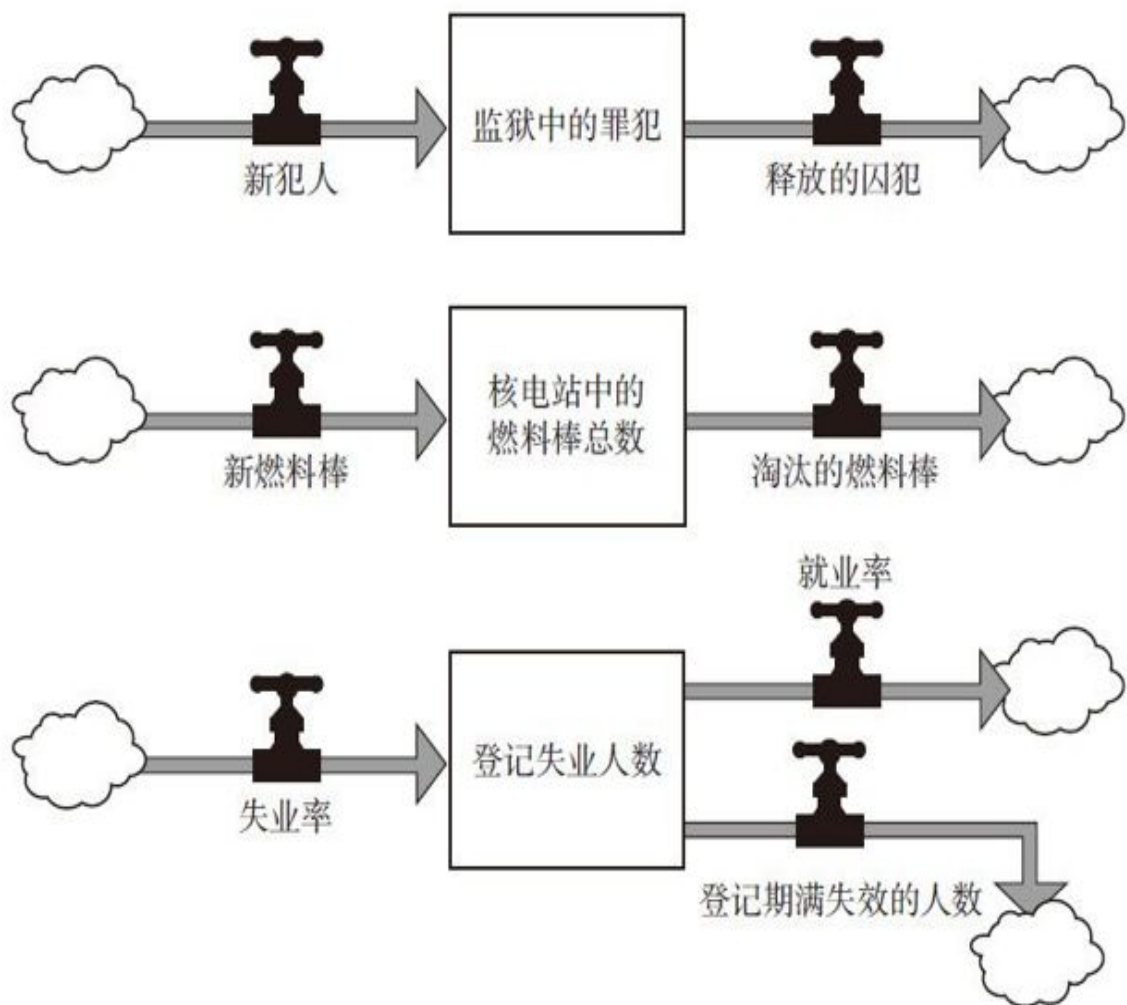 监狱中的罪犯
新犯人
释放的囚犯
核电站中的
燃料棒总数
新燃料棒
淘汰的燃料棒
就业率
登记失业人数
失业率
登记期满失效的人数